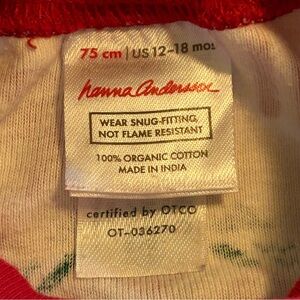 75 cm | US 12-18 mos
hanna andersson
WEAR SNUG-FITTING,
NOT FLAME RESISTANT
100% ORGANIC COTTON
MADE IN INDIA
certified by OTCO
OT-036270